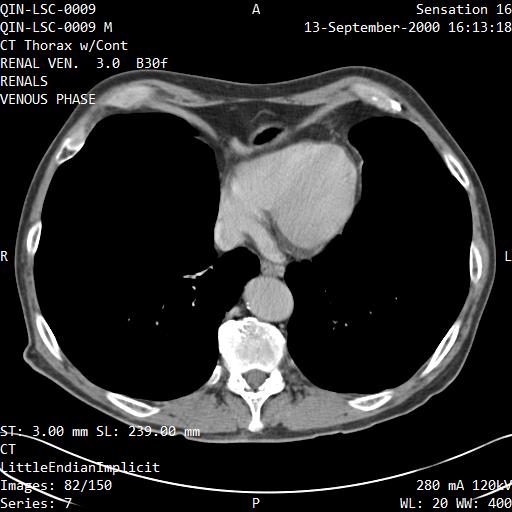 QIN-LSC-0009
A
Sensation 16
QIN-LSC-0009 M
13-September-2000 16:13:18
CT Thorax w/Cont
RENAL VEN.  3.0  B30f
RENALS
VENOUS PHASE
R
L
ST: 3.00 mm SL: 239.00 mm
CT
LittleEndianImplicit
Images: 82/150
280 mA 120kV
Series: 7
P
WL: 20 WW: 400